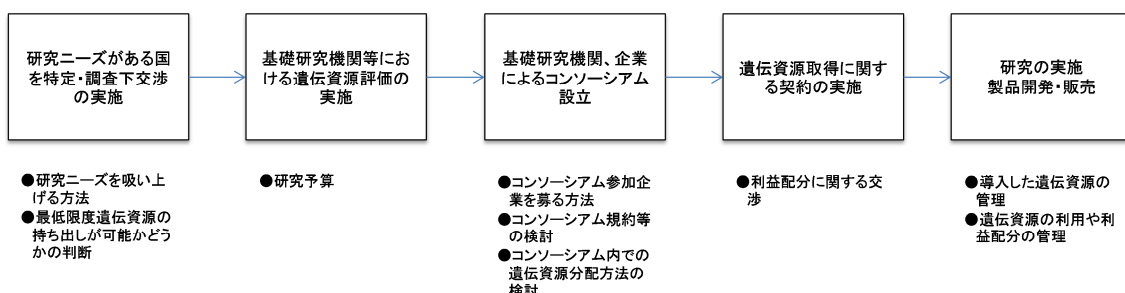 研究ニーズがある国
を特定・調査下交渉
の実施
基礎研究機関等にお
ける遺伝資源評価の
実施
基礎研究機関、企業
によるコンソーシアム
設立
遺伝資源取得に関す
る契約の実施
研究の実施
製品開発・販売
●研究ニーズを吸い上
げる方法
●最低限度遺伝資源の
持ち出しが可能かどう
かの判断
●研究予算
●コンソーシアム参加企
業を募る方法
●コンソーシアム規約等
の検討
●コンソーシアム内での
遺伝資源分配方法の
検討
●利益配分に関する交
渉
●導入した遺伝資源の
管理
●遺伝資源の利用や利
益配分の管理